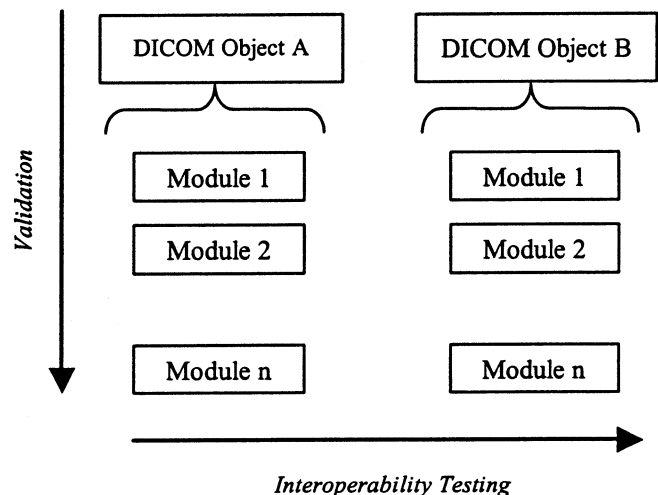 DICOM Object A
DICOM Object B
Module 1
Module 1
Module 2
Module 2
Module n
Module n
Validation
Interoperability Testing